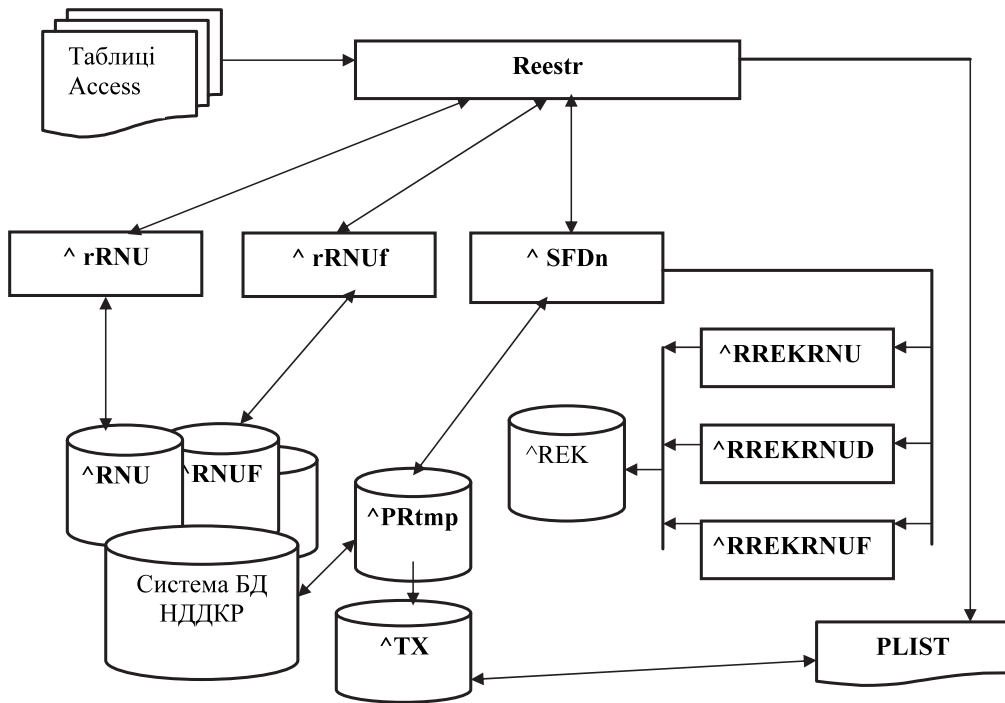 Таблиці
Access
Reestr
^ rRNU
^ rRNUf
^ SFDn
^RREKRNU
^RREKRNUD
^RREKRNUF
^REK
^RNU
^RNUF
^PRtmp
Система БД
НДДКР
^TX
PLIST